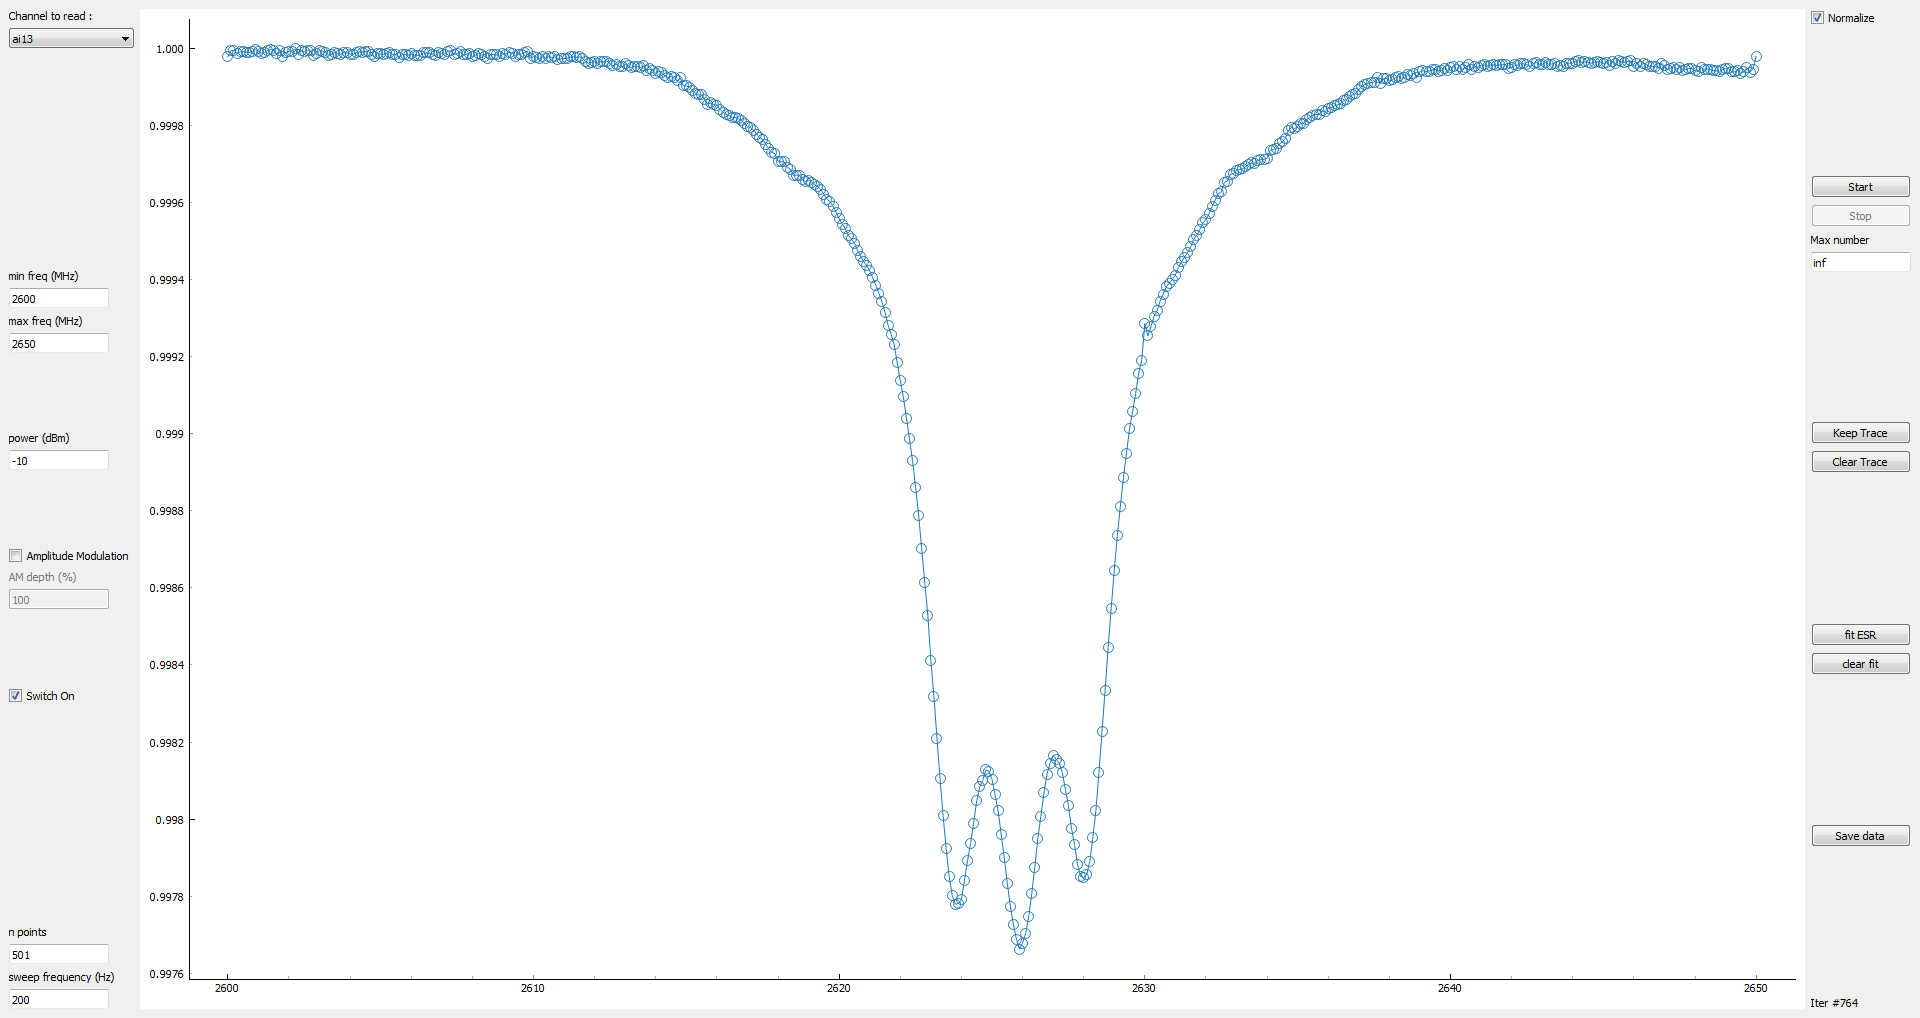 Channel to read :
ai13
min freq (MHz)
2600
max freq (MHz)
2650
power (dBm)
-10
Amplitude Modulation
AM depth (%)
100
Switch On
n points
501
sweep frequency (Hz)
200
1.000
0.9998
0.9996
0.9994
0.9992
0.999
0.9988
0.9986
0.9984
0.9982
0.998
0.9978
0.9976
2600 2610 2620 2630 2640 2650
Normalize
Start
Stop
Max number
inf
Keep Trace
Clear Trace
fit ESR
clear fit
Save data
Iter #764